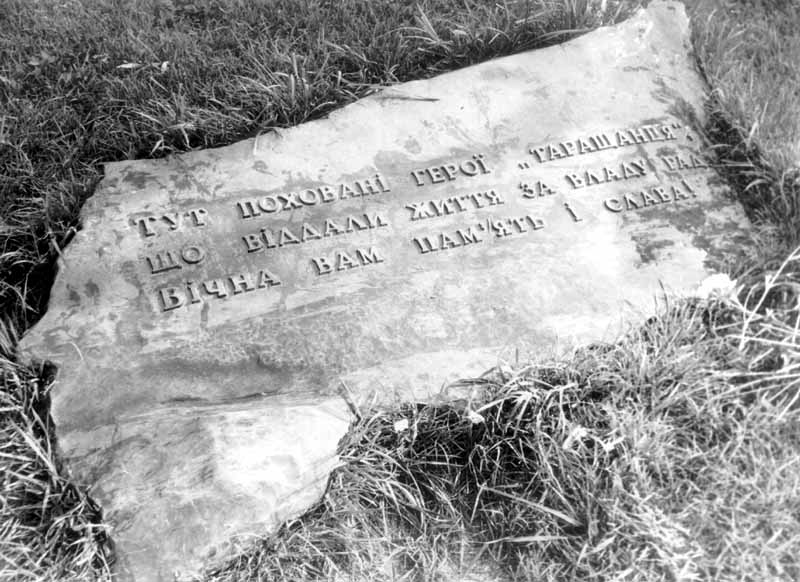 ТУТ ПОХОВАНІ ГЕРОЇ „ТАРАЩАНЦЯ",
ЩО ВІДДАЛИ ЖИТТЯ ЗА ВЛАДУ РАД.
ВІЧНА ВАМ ПАМ'ЯТЬ І СЛАВА!